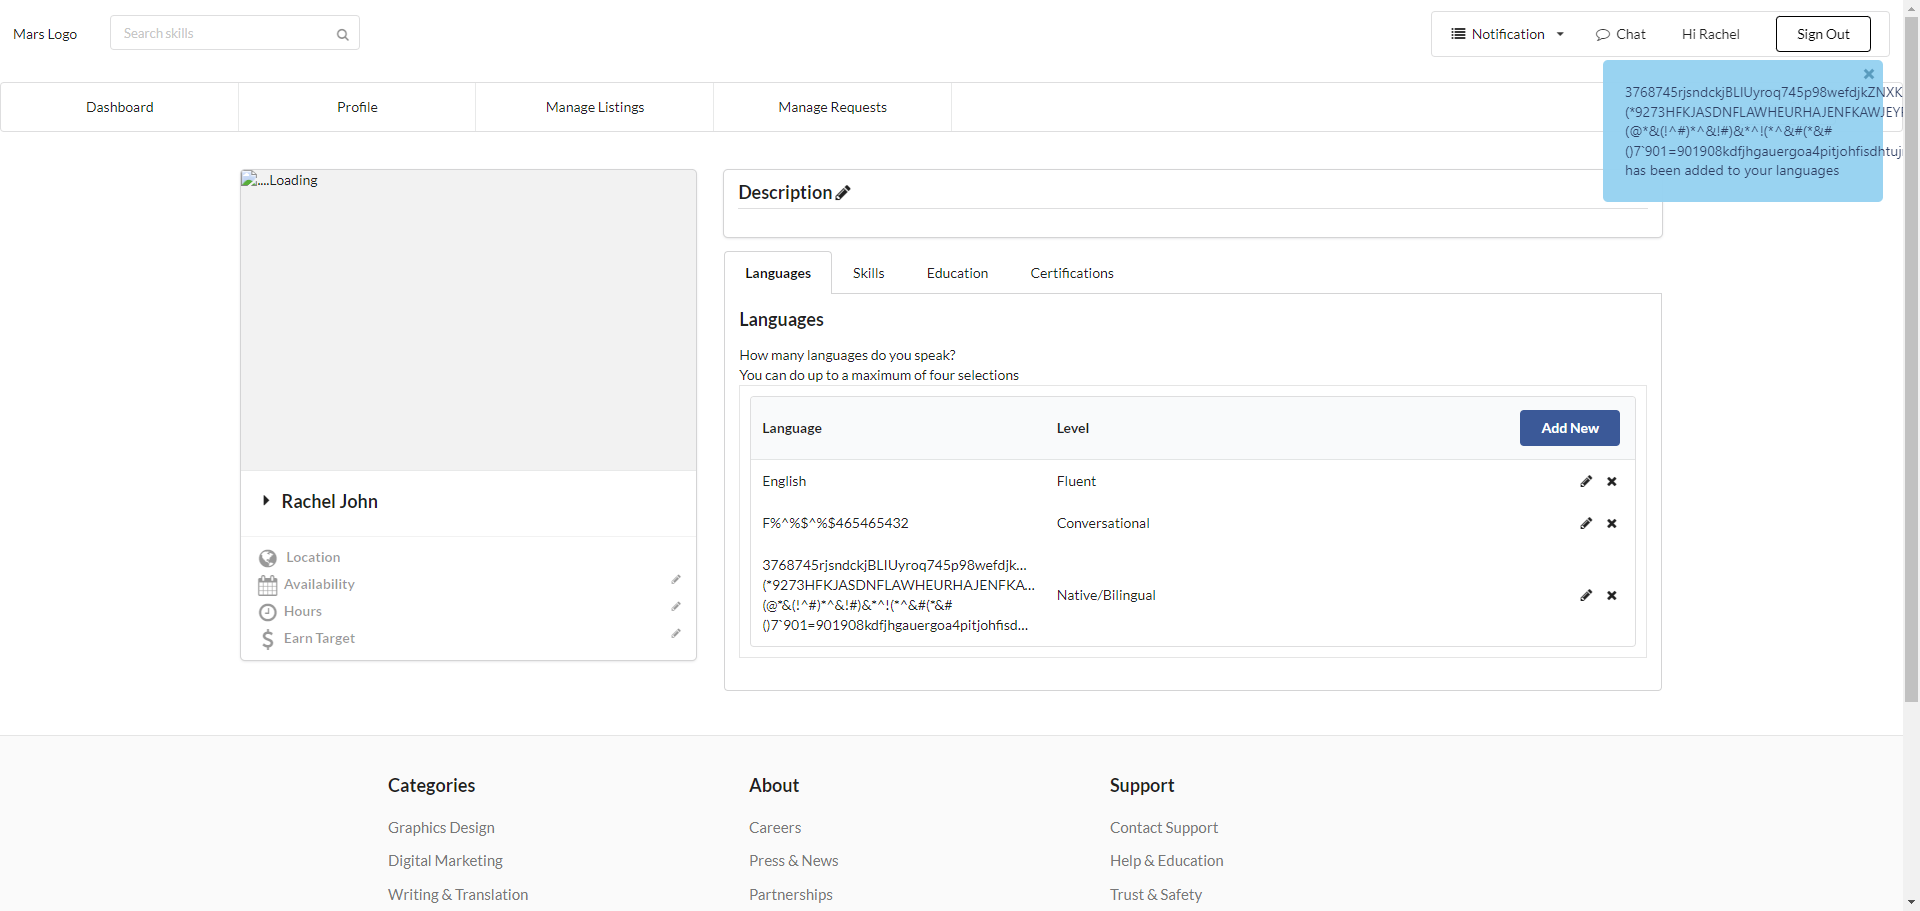 Mars Logo
Search skills
Notification
Chat
Hi Rachel
Sign Out
3768745rjsndckjBLIUyroq745p98wefdjkZNXK
(*9273HFKJASDNFLAWHEURHAJENFKAWJEY
(@*&(!^#)*^&!#)&*^!(*^&#(*&#
()7`901=901908kdfjhgauergoa4pitjohfisdhtuj
has been added to your languages
Dashboard
Profile
Manage Listings
Manage Requests
....Loading
Description
Languages
Skills
Education
Certifications
Languages
How many languages do you speak?
You can do up to a maximum of four selections
Language
Level
Add New
English
Fluent
F%^%$^%$465465432
Conversational
3768745rjsndckjBLIUyroq745p98wefdjk...
(*9273HFKJASDNFLAWHEURHAJENFKA...
(@*&(!^#)*^&!#)&*^!(*^&#(*&#
()7`901=901908kdfjhgauergoa4pitjohfisd...
Native/Bilingual
Rachel John
Location
Availability
Hours
Earn Target
Categories
Graphics Design
Digital Marketing
Writing & Translation
About
Careers
Press & News
Partnerships
Support
Contact Support
Help & Education
Trust & Safety